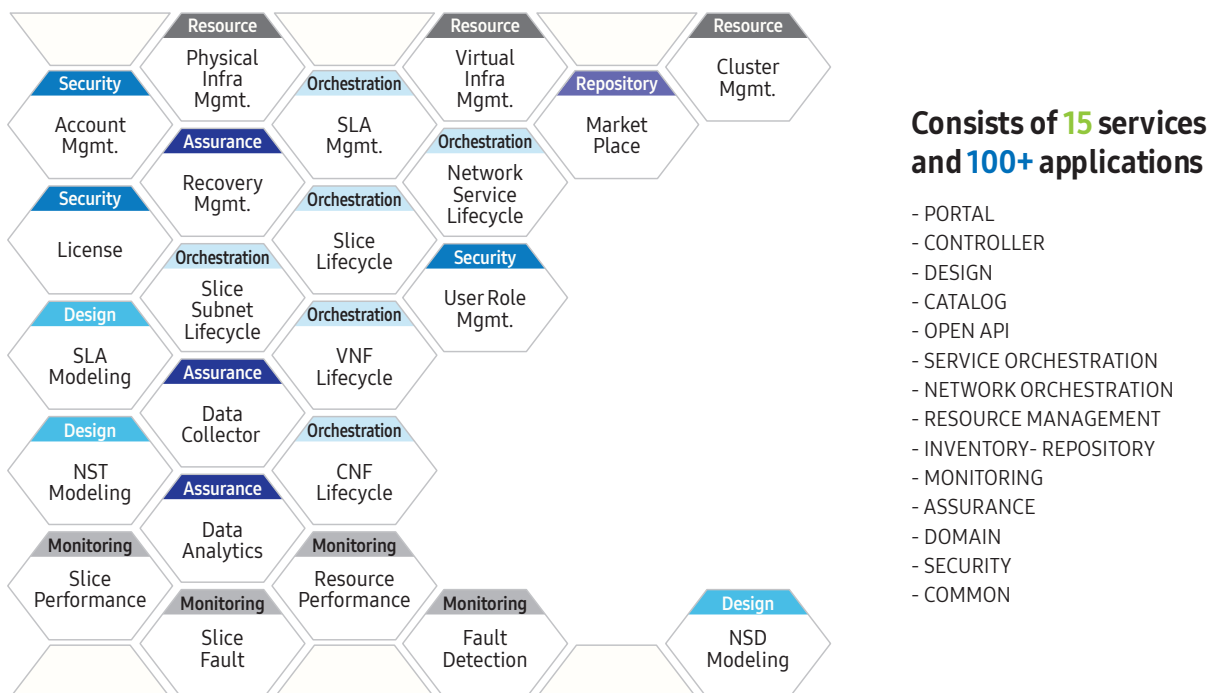 Resource
Physical
Infra
Mgmt.
Resource
Virtual
Infra
Mgmt.
Resource
Cluster
Mgmt.
Security
Account
Mgmt.
Orchestration
SLA
Mgmt.
Repository
Market
Place
Assurance
Recovery
Mgmt.
Orchestration
Network
Service
Lifecycle
Security
License
Orchestration
Slice
Lifecycle
Orchestration
Slice
Subnet
Lifecycle
Security
User Role
Mgmt.
Design
SLA
Modeling
Orchestration
VNF
Lifecycle
Assurance
Data
Collector
Design
NST
Modeling
Orchestration
CNF
Lifecycle
Assurance
Data
Analytics
Monitoring
Slice
Performance
Monitoring
Resource
Performance
Monitoring
Slice
Fault
Monitoring
Fault
Detection
Design
NSD
Modeling
Consists of 15 services
and 100+ applications
- PORTAL
- CONTROLLER
- DESIGN
- CATALOG
- OPEN API
- SERVICE ORCHESTRATION
- NETWORK ORCHESTRATION
- RESOURCE MANAGEMENT
- INVENTORY- REPOSITORY
- MONITORING
- ASSURANCE
- DOMAIN
- SECURITY
- COMMON